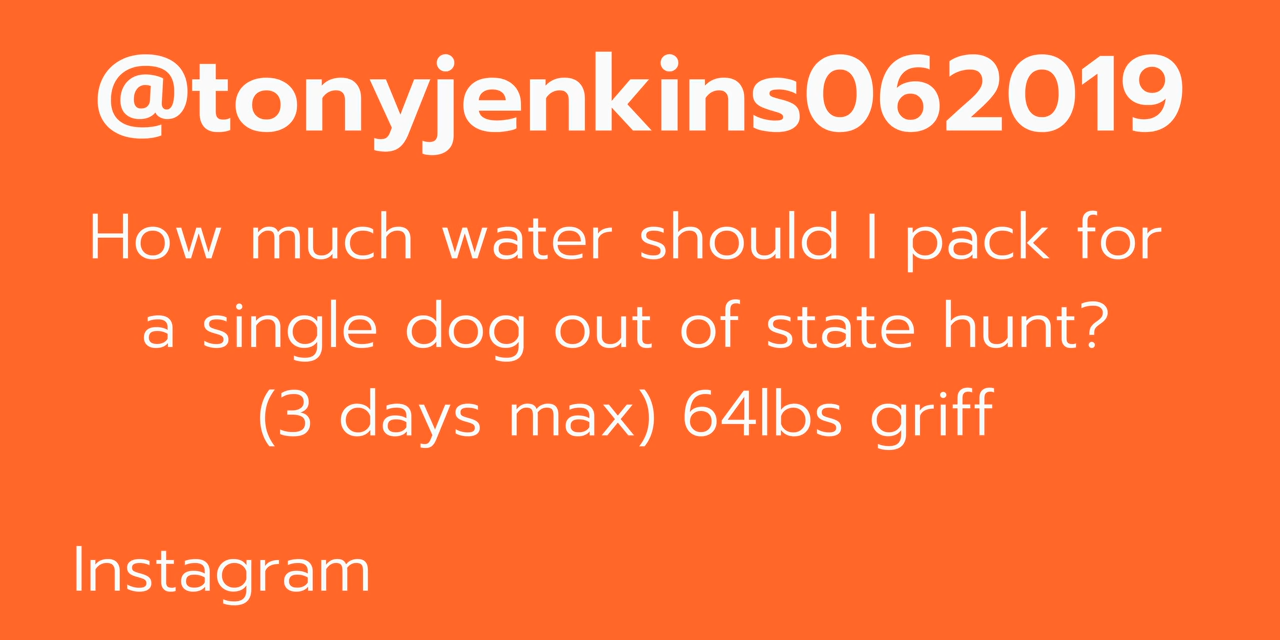 @tonyjenkins062019
How much water should I pack for
a single dog out of state hunt?
(3 days max) 64lbs griff
Instagram